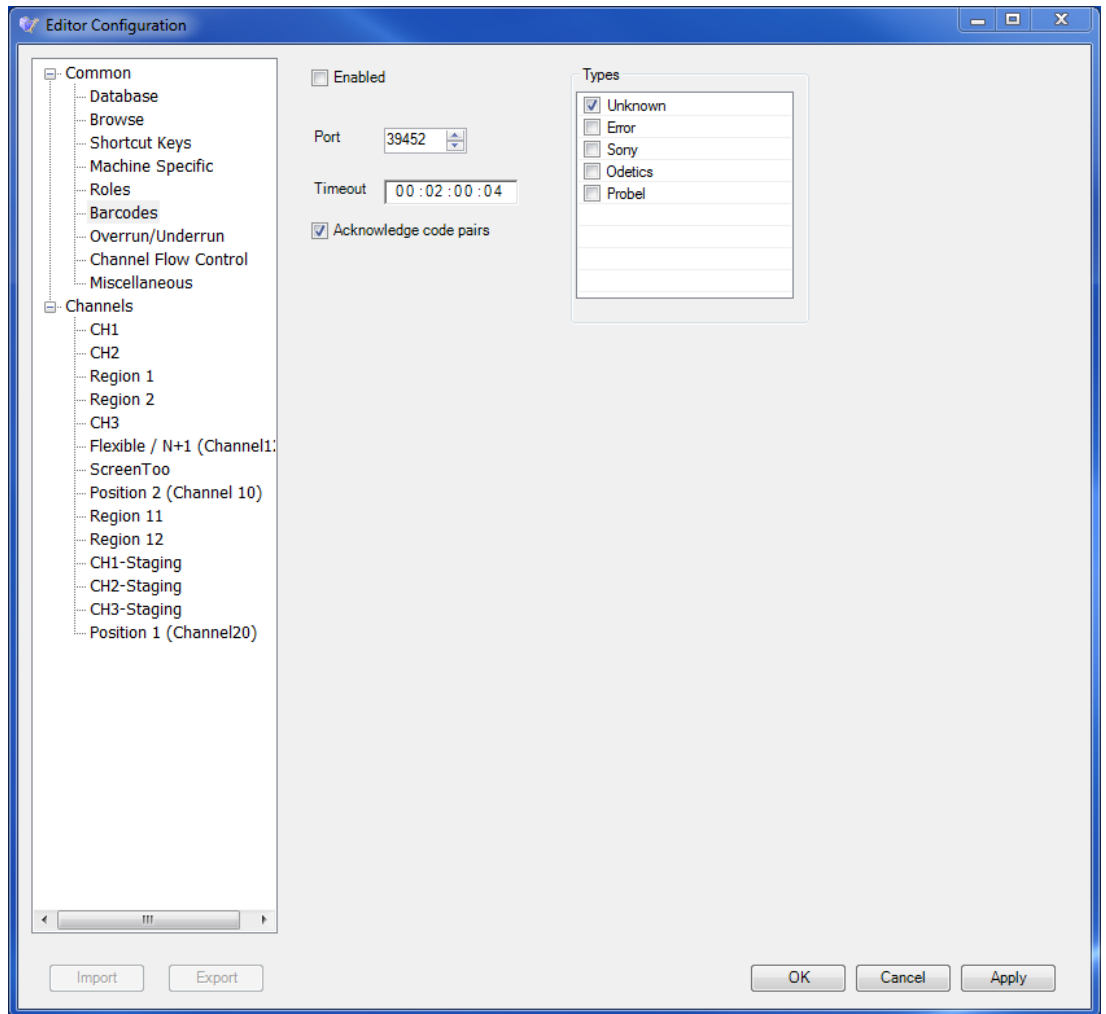 Editor Configuration
Common
Database
Browse
Shortcut Keys
Machine Specific
Roles
Barcodes
Overrun/Underrun
Channel Flow Control
Miscellaneous
Channels
CH1
CH2
Region 1
Region 2
CH3
Flexible / N+1 (Channel1
ScreenToo
Position 2 (Channel 10)
Region 11
Region 12
CH1-Staging
CH2-Staging
CH3-Staging
Position 1 (Channel20)
Enabled
Port 39452
Timeout 00:02:00:04
Acknowledge code pairs
Types
Unknown
Error
Sony
Odetics
Probel
Import Export
OK Cancel Apply